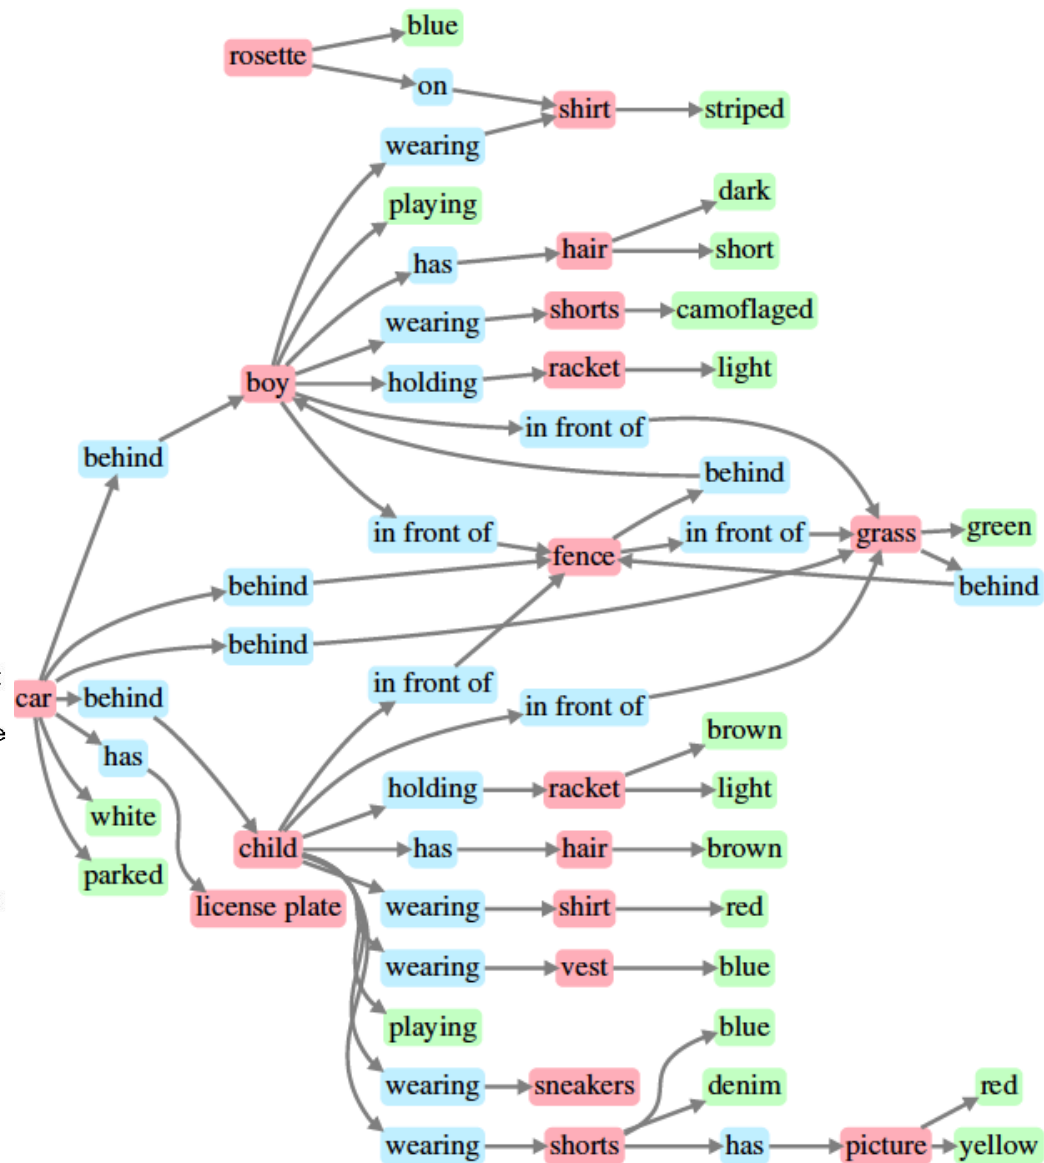 blue
rosette
on
shirt striped
wearing
dark
playing
has hair short
wearing shorts camoflaged
boy holding racket light
in front of
behind
behind
in front of in front of grass green
fence
behind behind
behind
in front of
car behind
in front of
brown
has
holding racket light
white
child has hair brown
parked
license plate wearing shirt red
wearing vest blue
playing blue
wearing sneakers denim red
wearing shorts has picture yellow